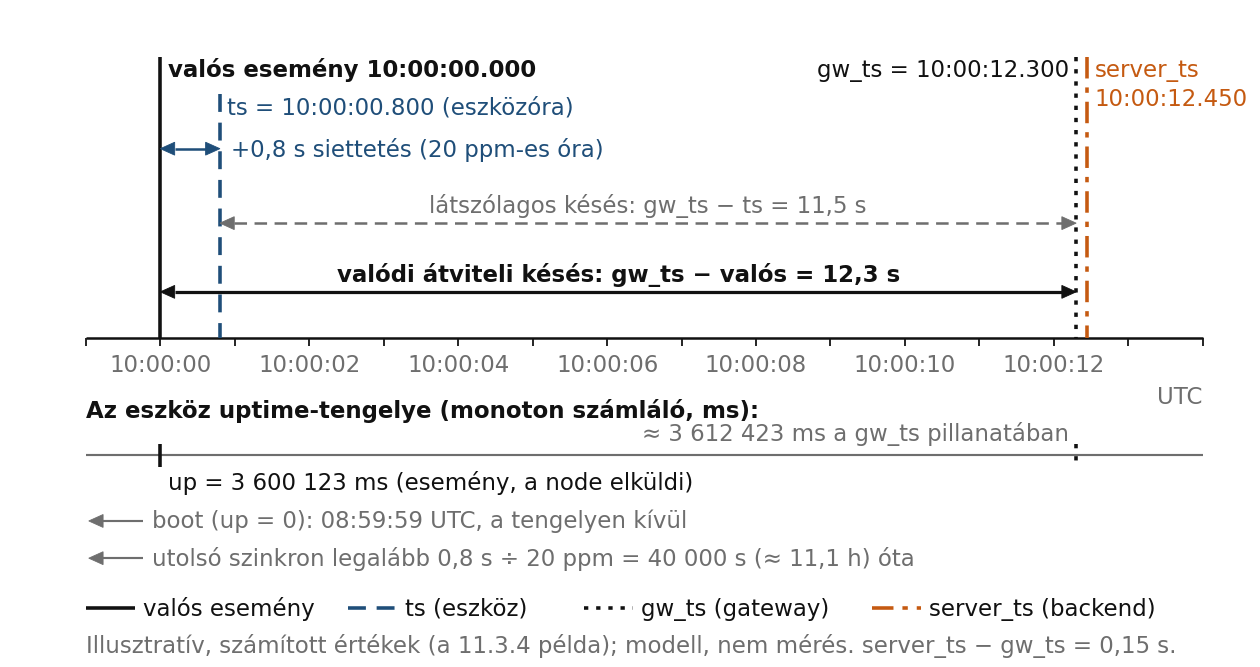 valós esemény 10:00:00.000
gw_ts = 10:00:12.300
server_ts
10:00:12.450
ts = 10:00:00.800 (eszközóra)
+0,8 s siettetés (20 ppm-es óra)
látszólagos késés: gw_ts − ts = 11,5 s
valódi átviteli késés: gw_ts − valós = 12,3 s
10:00:00 10:00:02 10:00:04 10:00:06 10:00:08 10:00:10 10:00:12
UTC
Az eszköz uptime-tengelye (monoton számláló, ms):
≈ 3 612 423 ms a gw_ts pillanatában
up = 3 600 123 ms (esemény, a node elküldi)
boot (up = 0): 08:59:59 UTC, a tengelyen kívül
utolsó szinkron legalább 0,8 s ÷ 20 ppm = 40 000 s (≈ 11,1 h) óta
valós esemény ts (eszköz) gw_ts (gateway) server_ts (backend)
Illusztratív, számított értékek (a 11.3.4 példa); modell, nem mérés. server_ts − gw_ts = 0,15 s.